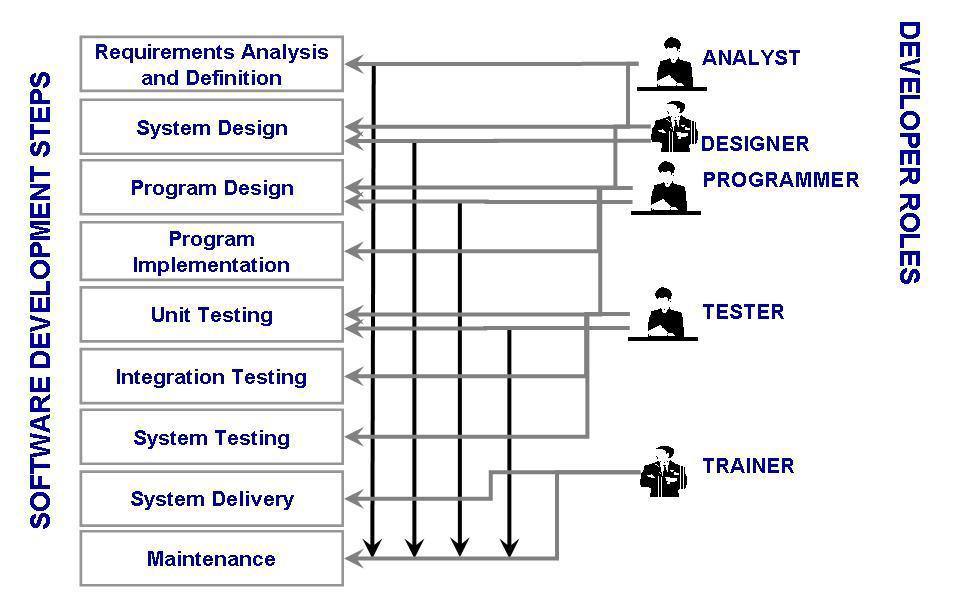 SOFTWARE DEVELOPMENT STEPS
Requirements Analysis
and Definition
System Design
Program Design
Program
Implementation
Unit Testing
Integration Testing
System Testing
System Delivery
Maintenance
ANALYST
DESIGNER
PROGRAMMER
TESTER
TRAINER
DEVELOPER ROLES